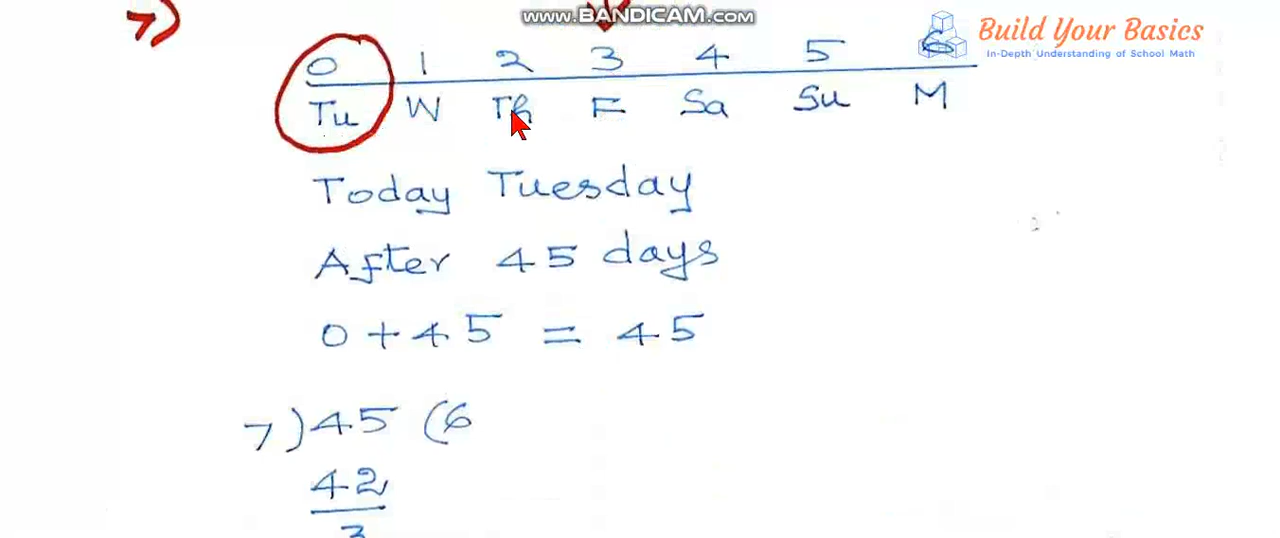 www.BANDICAM.com
7)
Build Your Basics
In-Depth Understanding of School Math
0 1 2 3 4 5 6
Tu W Th F Sa Su M
Today Tuesday
After 45 days
0 + 45 = 45
7 ) 45 ( 6
42
3